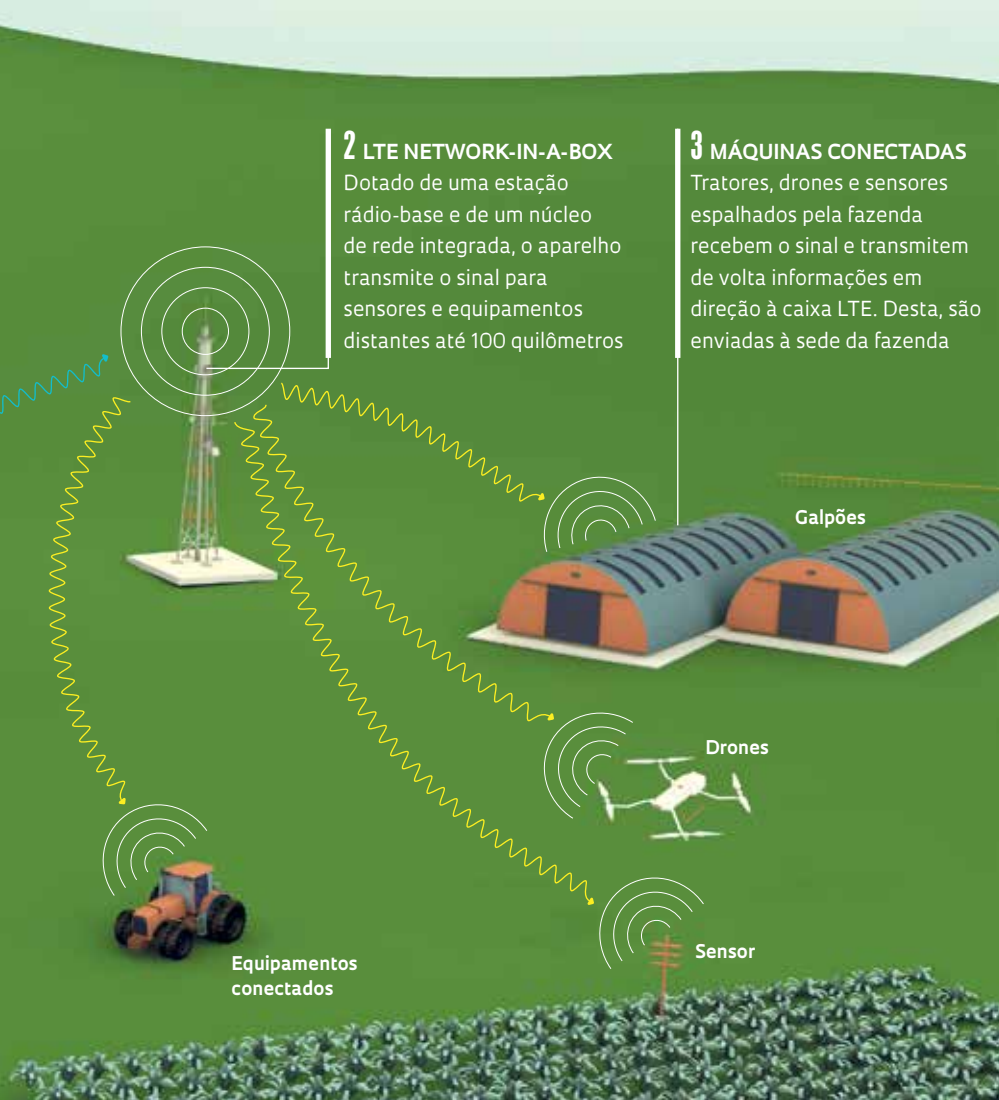 2 LTE NETWORK-IN-A-BOX
Dotado de uma estação
rádio-base e de um núcleo
de rede integrada, o aparelho
transmite o sinal para
sensores e equipamentos
distantes até 100 quilômetros
3 MÁQUINAS CONECTADAS
Tratores, drones e sensores
espalhados pela fazenda
recebem o sinal e transmitem
de volta informações em
direção à caixa LTE. Desta, são
enviadas à sede da fazenda
Galpões
Drones
Sensor
Equipamentos
conectados